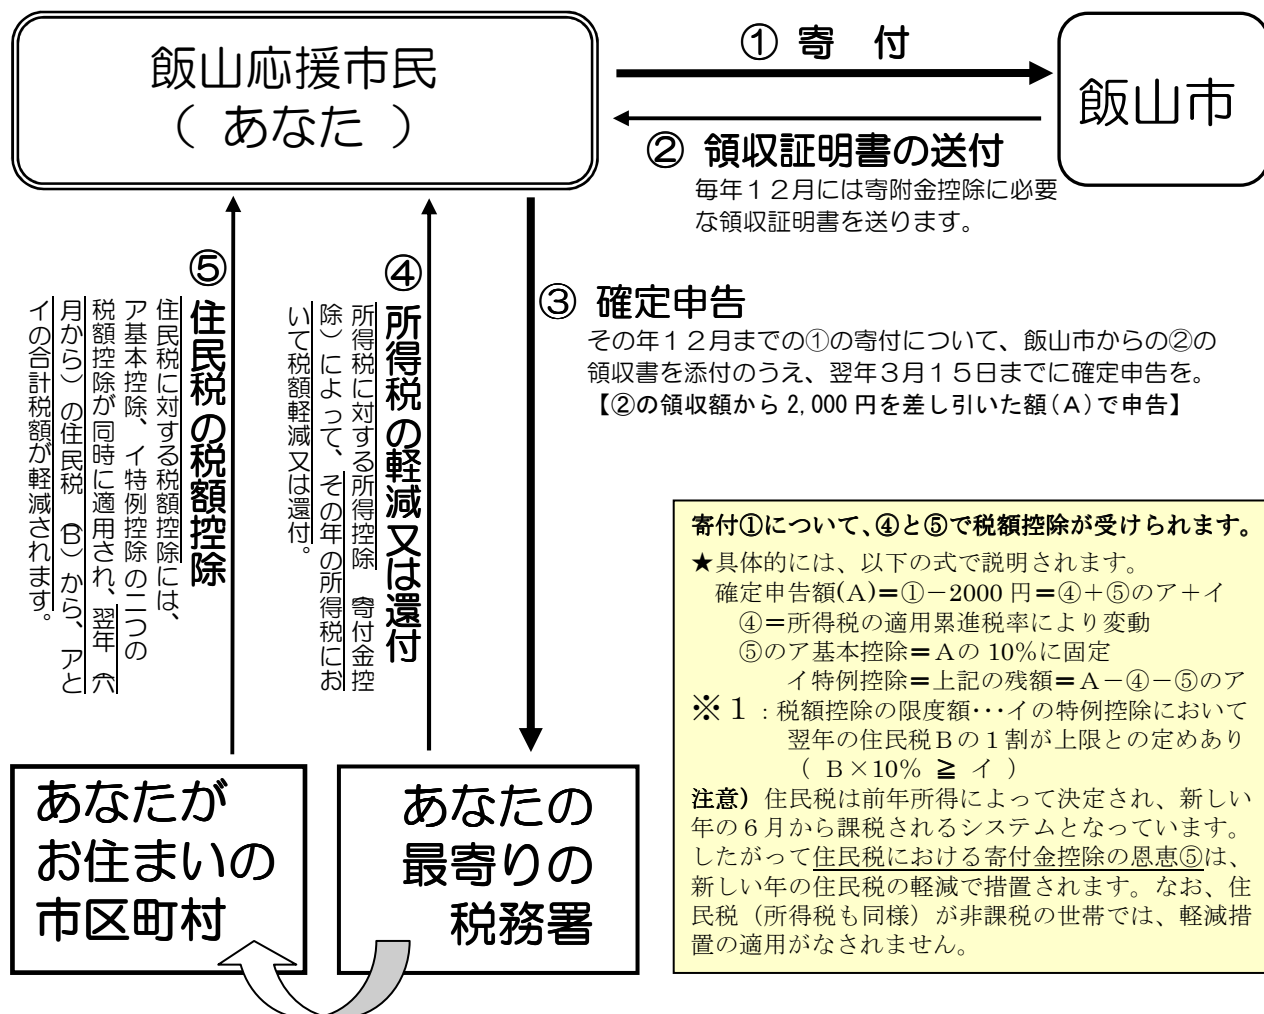 飯山応援市民
（ あなた ）
① 寄　付
飯山市
② 領収証明書の送付
毎年１２月には寄附金控除に必要
な領収証明書を送ります。
③ 確定申告
その年１２月までの①の寄付について、飯山市からの②の
領収書を添付のうえ、翌年３月１５日までに確定申告を。
【②の領収額から 2,000 円を差し引いた額(Ａ)で申告】
④ 所得税の軽減又は還付
所得税に対する所得控除（寄付金控
除）によって、その年の所得税にお
いて税額軽減又は還付。
⑤ 住民税の税額控除
住民税に対する税額控除には、
ア基本控除、イ特例控除の二つの
税額控除が同時に適用され、翌年（六
月から）の住民税（Ｂ）から、アと
イの合計税額が軽減されます。
寄付①について、④と⑤で税額控除が受けられます。
★具体的には、以下の式で説明されます。
確定申告額(A)＝①－2000 円＝④＋⑤のア＋イ
④＝所得税の適用累進税率により変動
⑤のア基本控除＝Aの 10％に固定
イ特例控除＝上記の残額＝A－④－⑤のア
※１：税額控除の限度額･･･イの特例控除において
翌年の住民税Ｂの１割が上限との定めあり
（ Ｂ×10％ ≧ イ ）
注意）住民税は前年所得によって決定され、新しい
年の６月から課税されるシステムとなっています。
したがって住民税における寄付金控除の恩恵⑤は、
新しい年の住民税の軽減で措置されます。なお、住
民税（所得税も同様）が非課税の世帯では、軽減措
置の適用がなされません。
あなたが
お住まいの
市区町村
あなたの
最寄りの
税務署